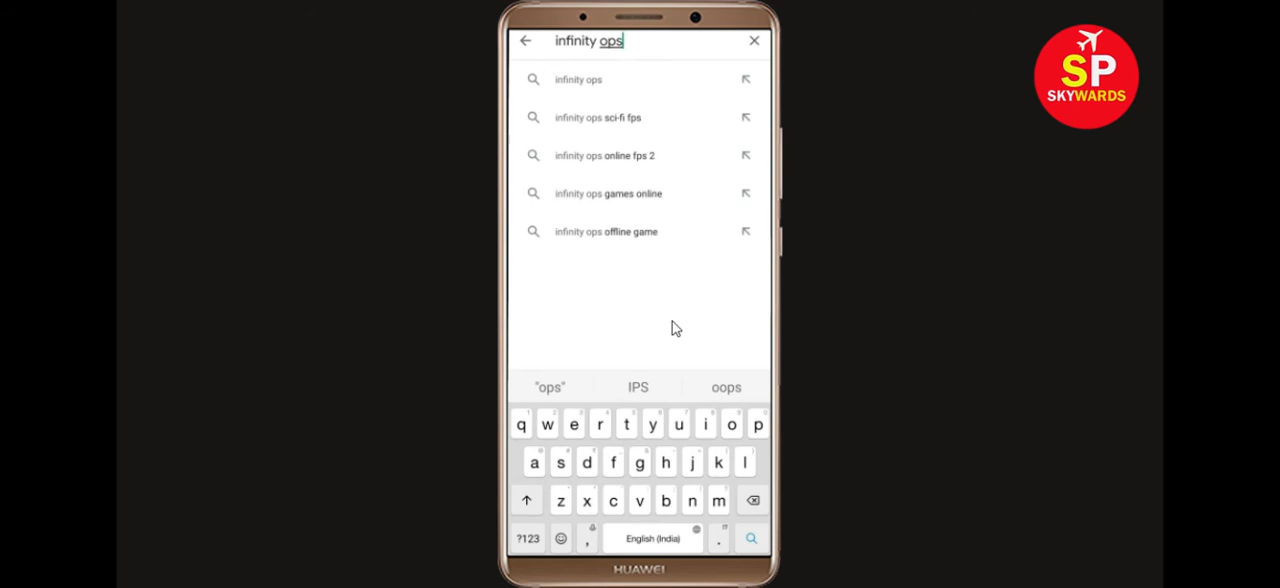 infinity ops
infinity ops
infinity ops sci-fi fps
infinity ops online fps 2
infinity ops games online
infinity ops offline game
"ops" IPS oops
q w e r t y u i o p
a s d f g h j k l
z x c v b n m
?123 , English (India) .
HUAWEI
SP
SKYWARDS